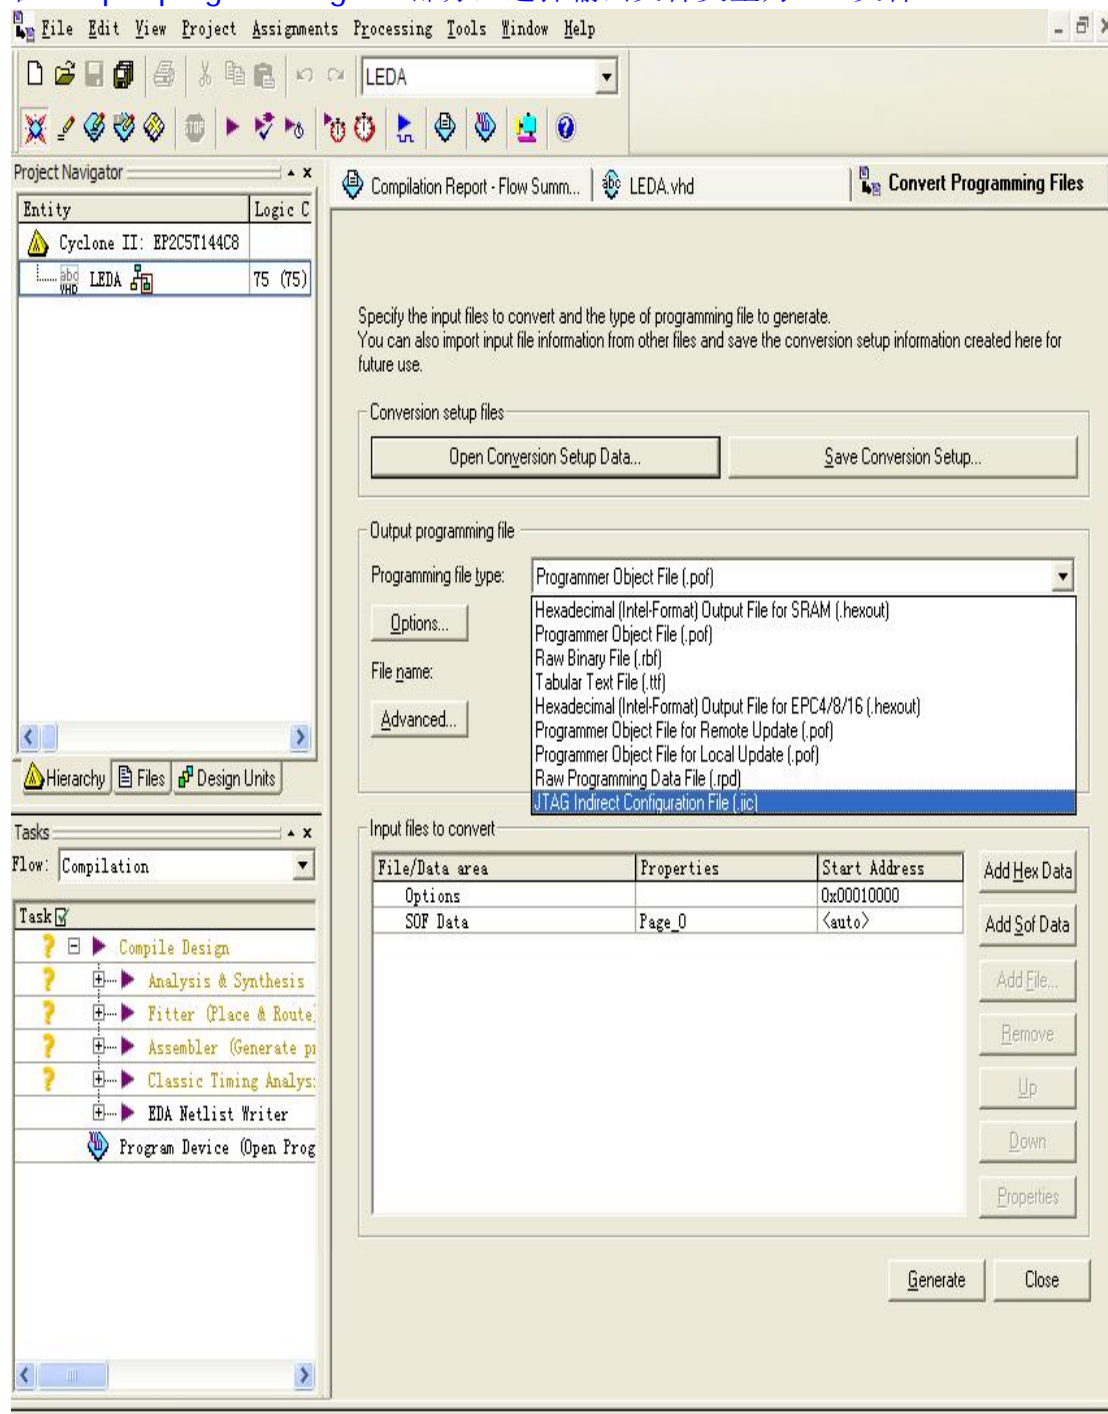 File Edit View Project Assignments Processing Tools Window Help
LEDA
Project Navigator
Compilation Report - Flow Summ...
LEDA.vhd
Convert Programming Files
Entity
Logic C
Cyclone II: EP2C5T144C8
LEDA
75 (75)
Specify the input files to convert and the type of programming file to generate.
You can also import input file information from other files and save the conversion setup information created here for
future use.
Conversion setup files
Open Conversion Setup Data...
Save Conversion Setup...
Output programming file
Programming file type:
Programmer Object File (.pof)
Options...
File name:
Advanced...
Hexadecimal (Intel-Format) Output File for SRAM (.hexout)
Programmer Object File (.pof)
Raw Binary File (.rbf)
Tabular Text File (.ttf)
Hexadecimal (Intel-Format) Output File for EPC4/8/16 (.hexout)
Programmer Object File for Remote Update (.pof)
Programmer Object File for Local Update (.pof)
Raw Programming Data File (.rpd)
JTAG Indirect Configuration File (.jic)
Hierarchy
Files
Design Units
Tasks
Flow: Compilation
Task
Compile Design
Analysis & Synthesis
Fitter (Place & Route
Assembler (Generate
Classic Timing
EDA Netlist Writer
Program Device (Open Prog
Input files to convert
File/Data area
Properties
Start Address
Options
0x00010000
SOF Data
Page_0
<auto>
Add Hex Data
Add Sof Data
Add File...
Remove
Up
Down
Properties
Generate
Close